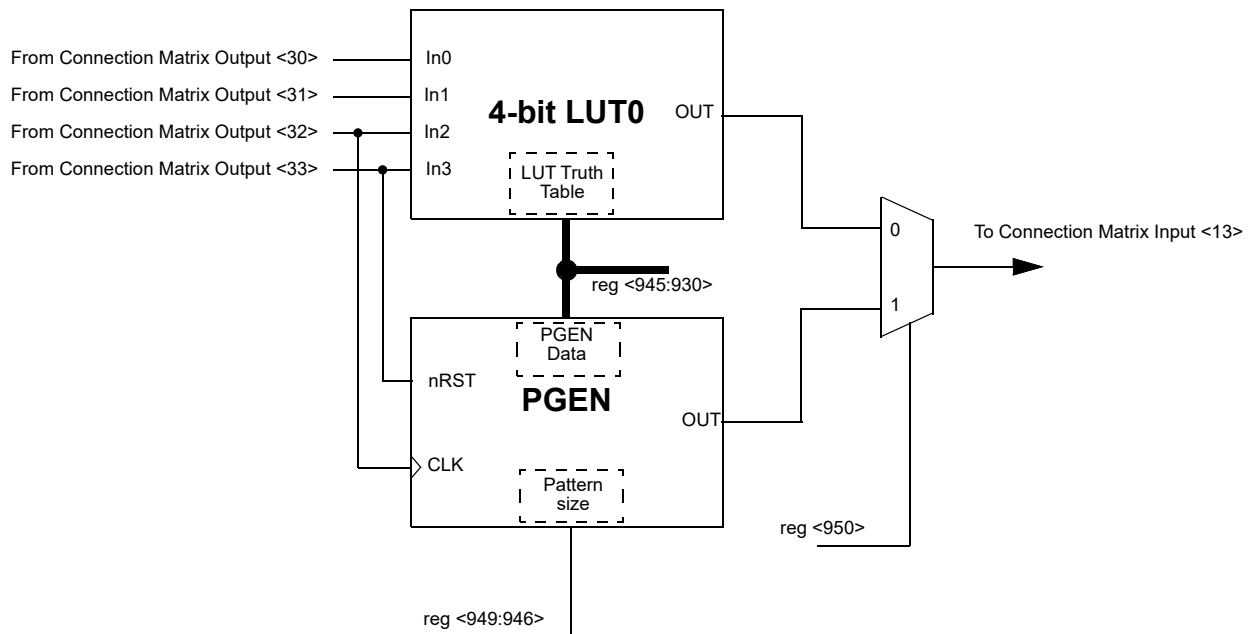 From Connection Matrix Output <30>
In0
From Connection Matrix Output <31>
In1
4-bit LUT0
OUT
From Connection Matrix Output <32>
In2
From Connection Matrix Output <33>
In3
LUT Truth
Table
0
To Connection Matrix Input <13>
reg <945:930>
1
PGEN
Data
nRST
PGEN
OUT
CLK
Pattern
size
reg <950>
reg <949:946>